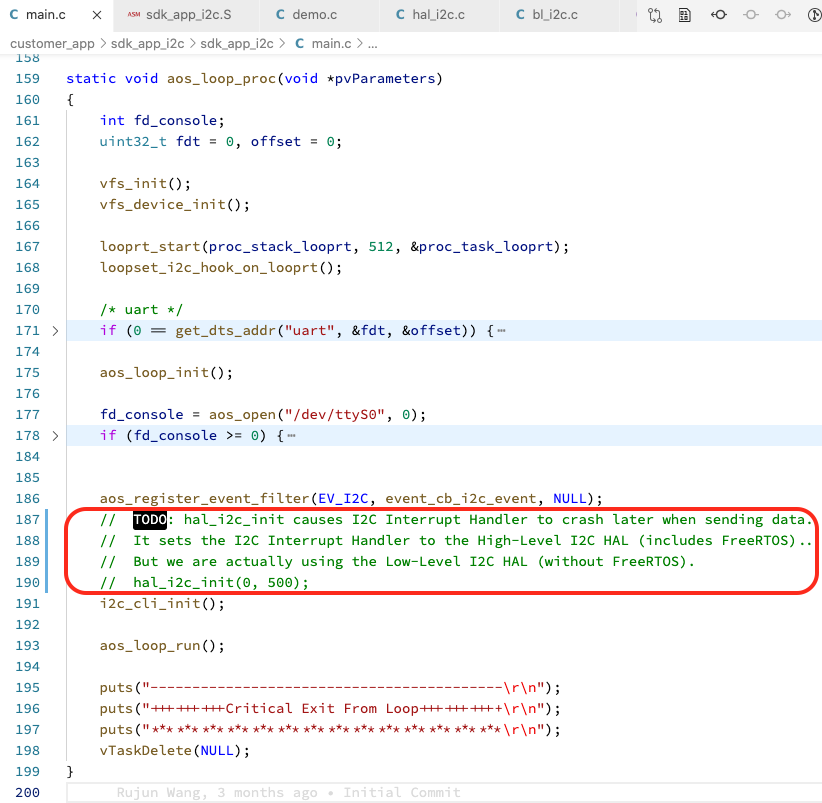 main.c
sdk_app_i2c.S
demo.c
hal_i2c.c
bl_i2c.c
customer_app > sdk_app_i2c > sdk_app_i2c > C main.c > ...
158
159 static void aos_loop_proc(void *pvParameters)
160 {
161     int fd_console;
162     uint32_t fdt = 0, offset = 0;
163
164     vfs_init();
165     vfs_device_init();
166
167     looprt_start(proc_stack_looprt, 512, &proc_task_looprt);
168     loopset_i2c_hook_on_looprt();
169
170     /* uart */
171     if (0 == get_dts_addr("uart", &fdt, &offset)) {⋯
174
175     aos_loop_init();
176
177     fd_console = aos_open("/dev/ttyS0", 0);
178     if (fd_console >= 0) {⋯
184
185
186     aos_register_event_filter(EV_I2C, event_cb_i2c_event, NULL);
187     //  TODO: hal_i2c_init causes I2C Interrupt Handler to crash later when sending data.
188     //  It sets the I2C Interrupt Handler to the High-Level I2C HAL (includes FreeRTOS)..
189     //  But we are actually using the Low-Level I2C HAL (without FreeRTOS).
190     //  hal_i2c_init(0, 500);
191     i2c_cli_init();
192
193     aos_loop_run();
194
195     puts("------------------------------------------\r\n");
196     puts("+++++++++Critical Exit From Loop++++++++++\r\n");
197     puts("******************************************\r\n");
198     vTaskDelete(NULL);
199 }
200 Rujun Wang, 3 months ago • Initial Commit